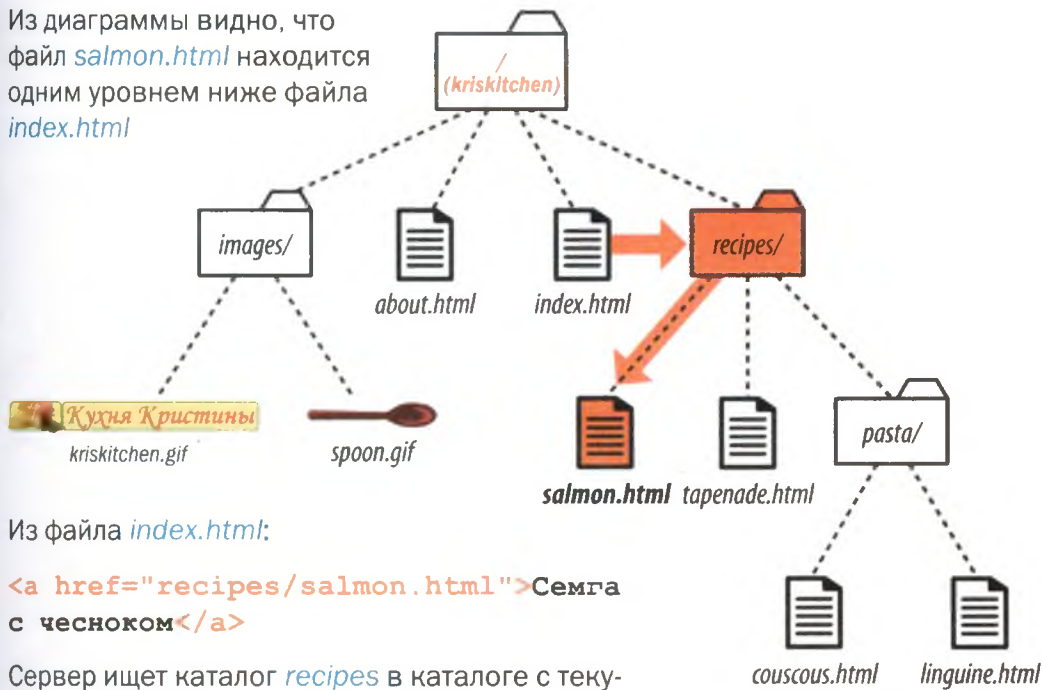 Из диаграммы видно, что
файл salmon.html находится
одним уровнем ниже файла
index.html
/
(kriskitchen)
images/
about.html
index.html
recipes/
Кухня Кристины
kriskitchen.gif
spoon.gif
salmon.html
tapenade.html
pasta/
Из файла index.html:
<a href="recipes/salmon.html">Семга
с чесноком</a>
couscous.html
linguine.html
Сервер ищет каталог recipes в каталоге с теку-